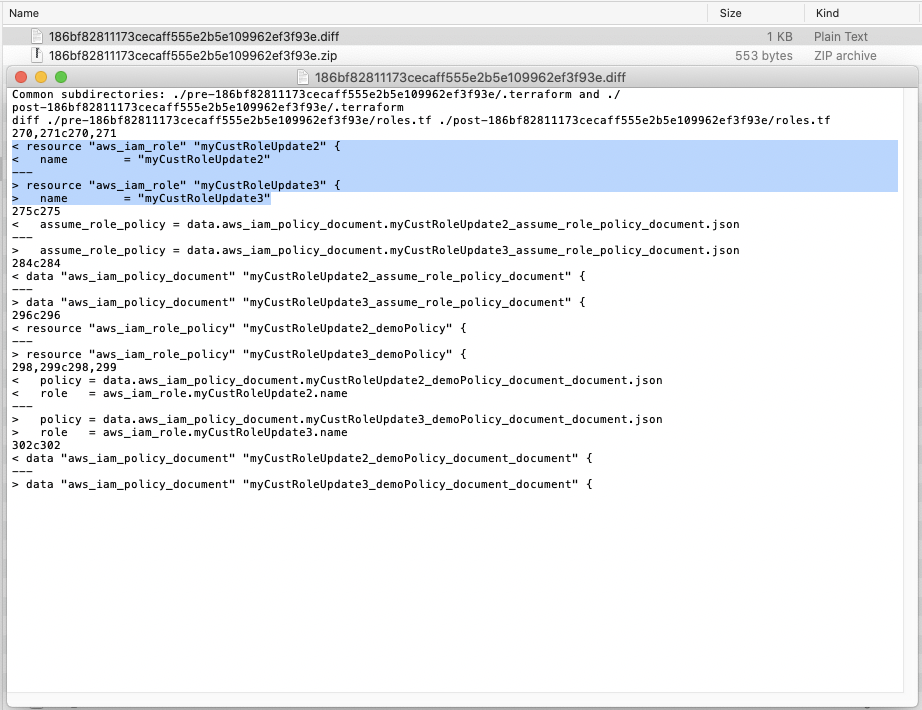 Name Size Kind
186bf82811173cecaff555e2b5e109962ef3f93e.diff 1 KB Plain Text
186bf82811173cecaff555e2b5e109962ef3f93e.zip 553 bytes ZIP archive
186bf82811173cecaff555e2b5e109962ef3f93e.diff
Common subdirectories: ./pre-186bf82811173cecaff555e2b5e109962ef3f93e/.terraform and ./
post-186bf82811173cecaff555e2b5e109962ef3f93e/.terraform
diff ./pre-186bf82811173cecaff555e2b5e109962ef3f93e/roles.tf ./post-186bf82811173cecaff555e2b5e109962ef3f93e/roles.tf
270,271c270,271
< resource "aws_iam_role" "myCustRoleUpdate2" {
<   name        = "myCustRoleUpdate2"
---
> resource "aws_iam_role" "myCustRoleUpdate3" {
>   name        = "myCustRoleUpdate3"
275c275
<   assume_role_policy = data.aws_iam_policy_document.myCustRoleUpdate2_assume_role_policy_document.json
---
>   assume_role_policy = data.aws_iam_policy_document.myCustRoleUpdate3_assume_role_policy_document.json
284c284
< data "aws_iam_policy_document" "myCustRoleUpdate2_assume_role_policy_document" {
---
> data "aws_iam_policy_document" "myCustRoleUpdate3_assume_role_policy_document" {
296c296
< resource "aws_iam_role_policy" "myCustRoleUpdate2_demoPolicy" {
---
> resource "aws_iam_role_policy" "myCustRoleUpdate3_demoPolicy" {
298,299c298,299
<   policy = data.aws_iam_policy_document.myCustRoleUpdate2_demoPolicy_document_document.json
<   role   = aws_iam_role.myCustRoleUpdate2.name
---
>   policy = data.aws_iam_policy_document.myCustRoleUpdate3_demoPolicy_document_document.json
>   role   = aws_iam_role.myCustRoleUpdate3.name
302c302
< data "aws_iam_policy_document" "myCustRoleUpdate2_demoPolicy_document_document" {
---
> data "aws_iam_policy_document" "myCustRoleUpdate3_demoPolicy_document_document" {